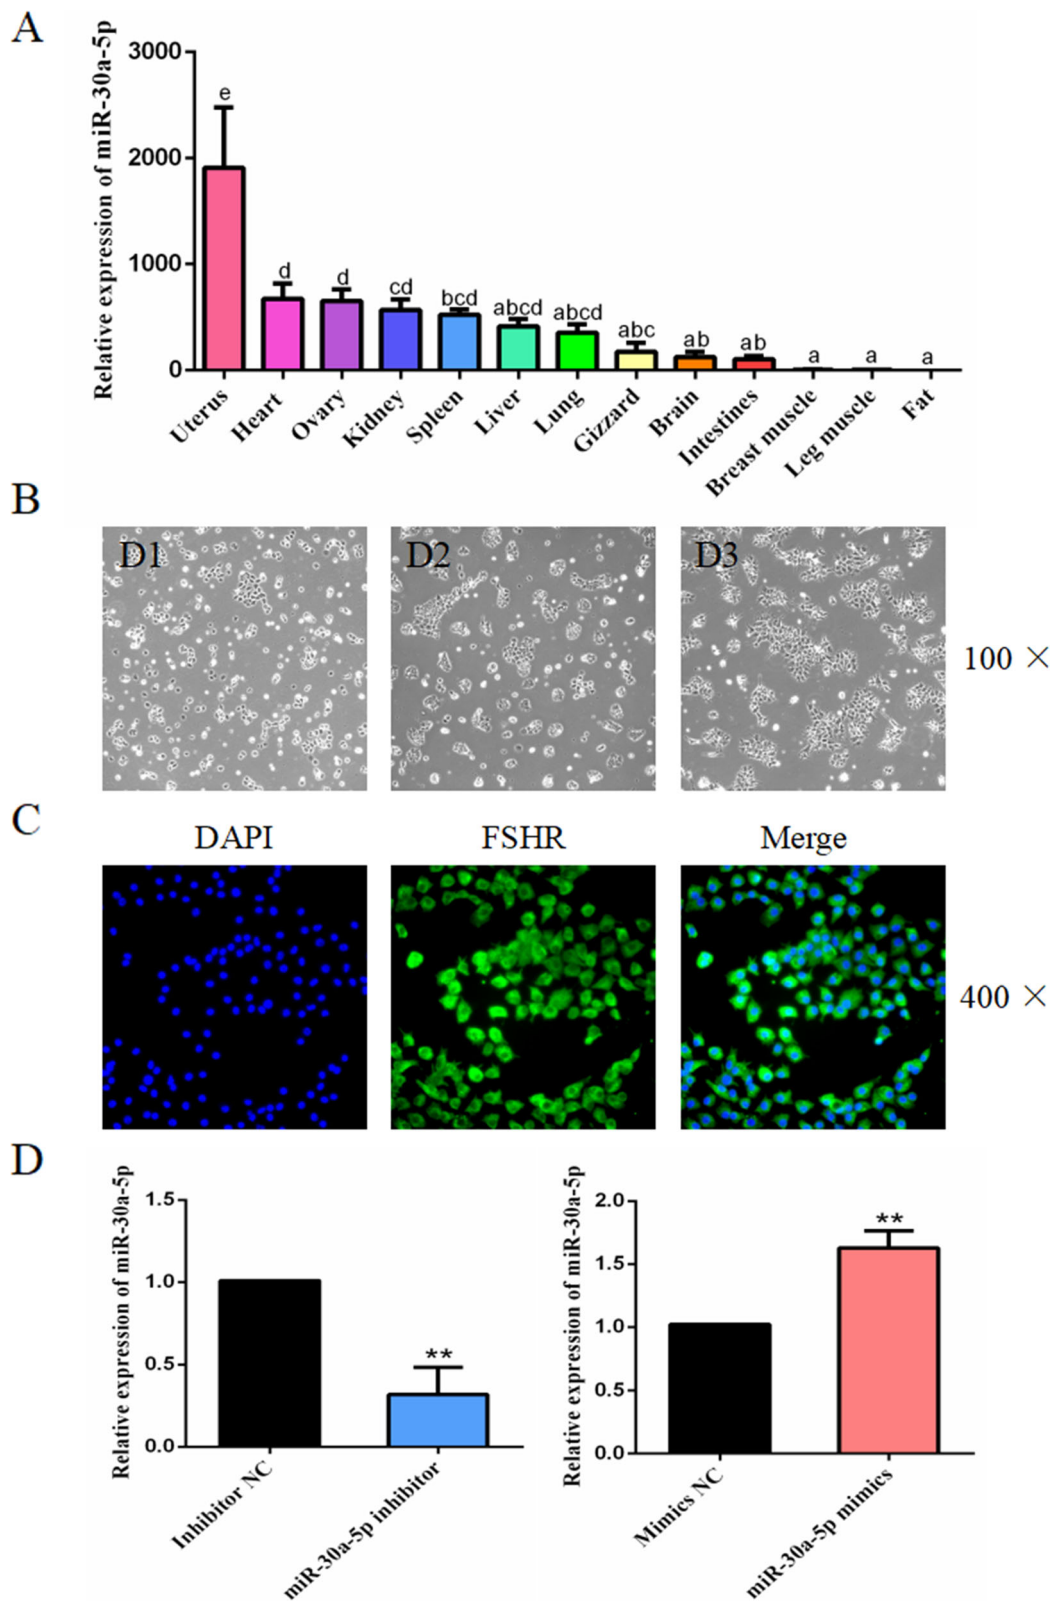 A
Relative expression of miR-30a-5p
3000
2000
1000
0
e
d
d
cd
bcd
abcd
abcd
abc
ab
ab
a
a
a
Uterus
Heart
Ovary
Kidney
Spleen
Liver
Lung
Gizzard
Brain
Intestines
Breast muscle
Leg muscle
Fat
B
D1
D2
D3
100 ×
C
DAPI
FSHR
Merge
400 ×
D
Relative expression of miR-30a-5p
1.5
1.0
0.5
0.0
**
Inhibitor NC
miR-30a-5p inhibitor
Relative expression of miR-30a-5p
2.0
1.5
1.0
0.5
0.0
**
Mimics NC
miR-30a-5p mimics